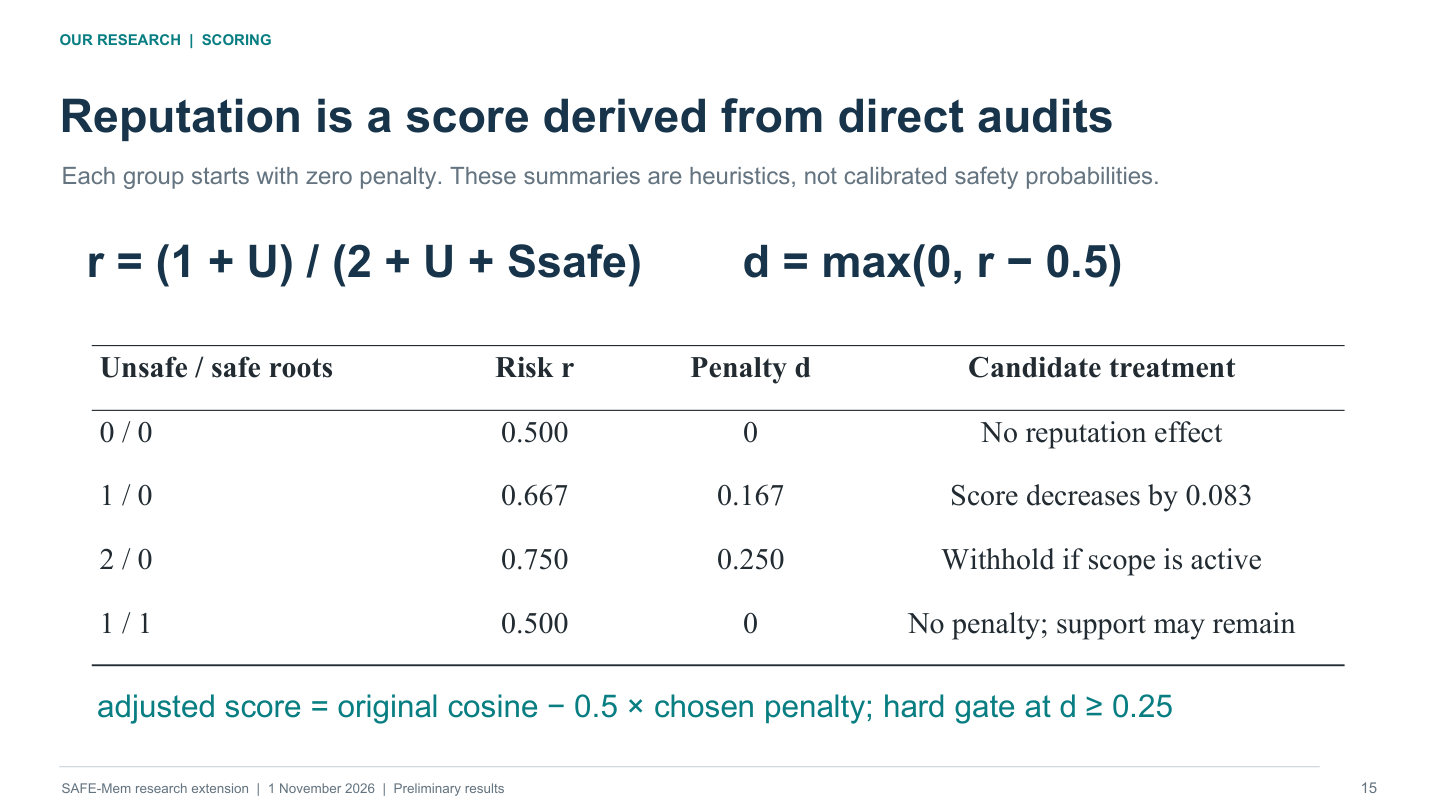 OUR RESEARCH | SCORING
Reputation is a score derived from direct audits
Each group starts with zero penalty. These summaries are heuristics, not calibrated safety probabilities.
r = (1 + U) / (2 + U + Ssafe) d = max(0, r − 0.5)
Unsafe / safe roots Risk r Penalty d Candidate treatment
0 / 0 0.500 0 No reputation effect
1 / 0 0.667 0.167 Score decreases by 0.083
2 / 0 0.750 0.250 Withhold if scope is active
1 / 1 0.500 0 No penalty; support may remain
adjusted score = original cosine − 0.5 × chosen penalty; hard gate at d ≥ 0.25
SAFE-Mem research extension | 1 November 2026 | Preliminary results 15